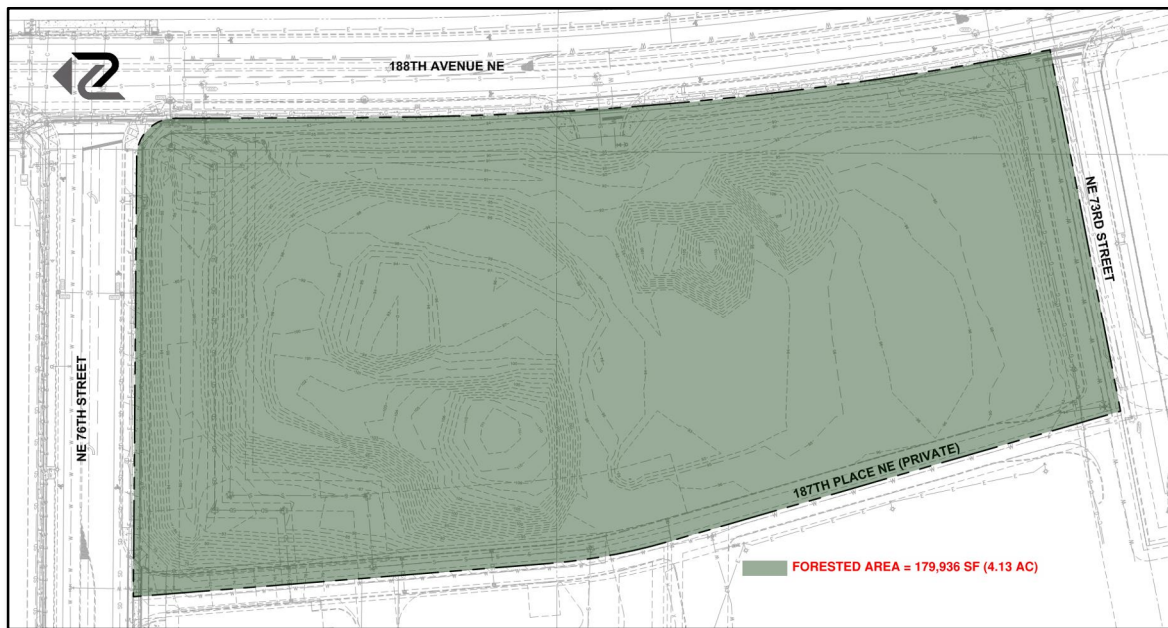 188TH AVENUE NE
NE 76TH STREET
NE 73RD STREET
187TH PLACE NE (PRIVATE)
FORESTED AREA = 179,936 SF (4.13 AC)